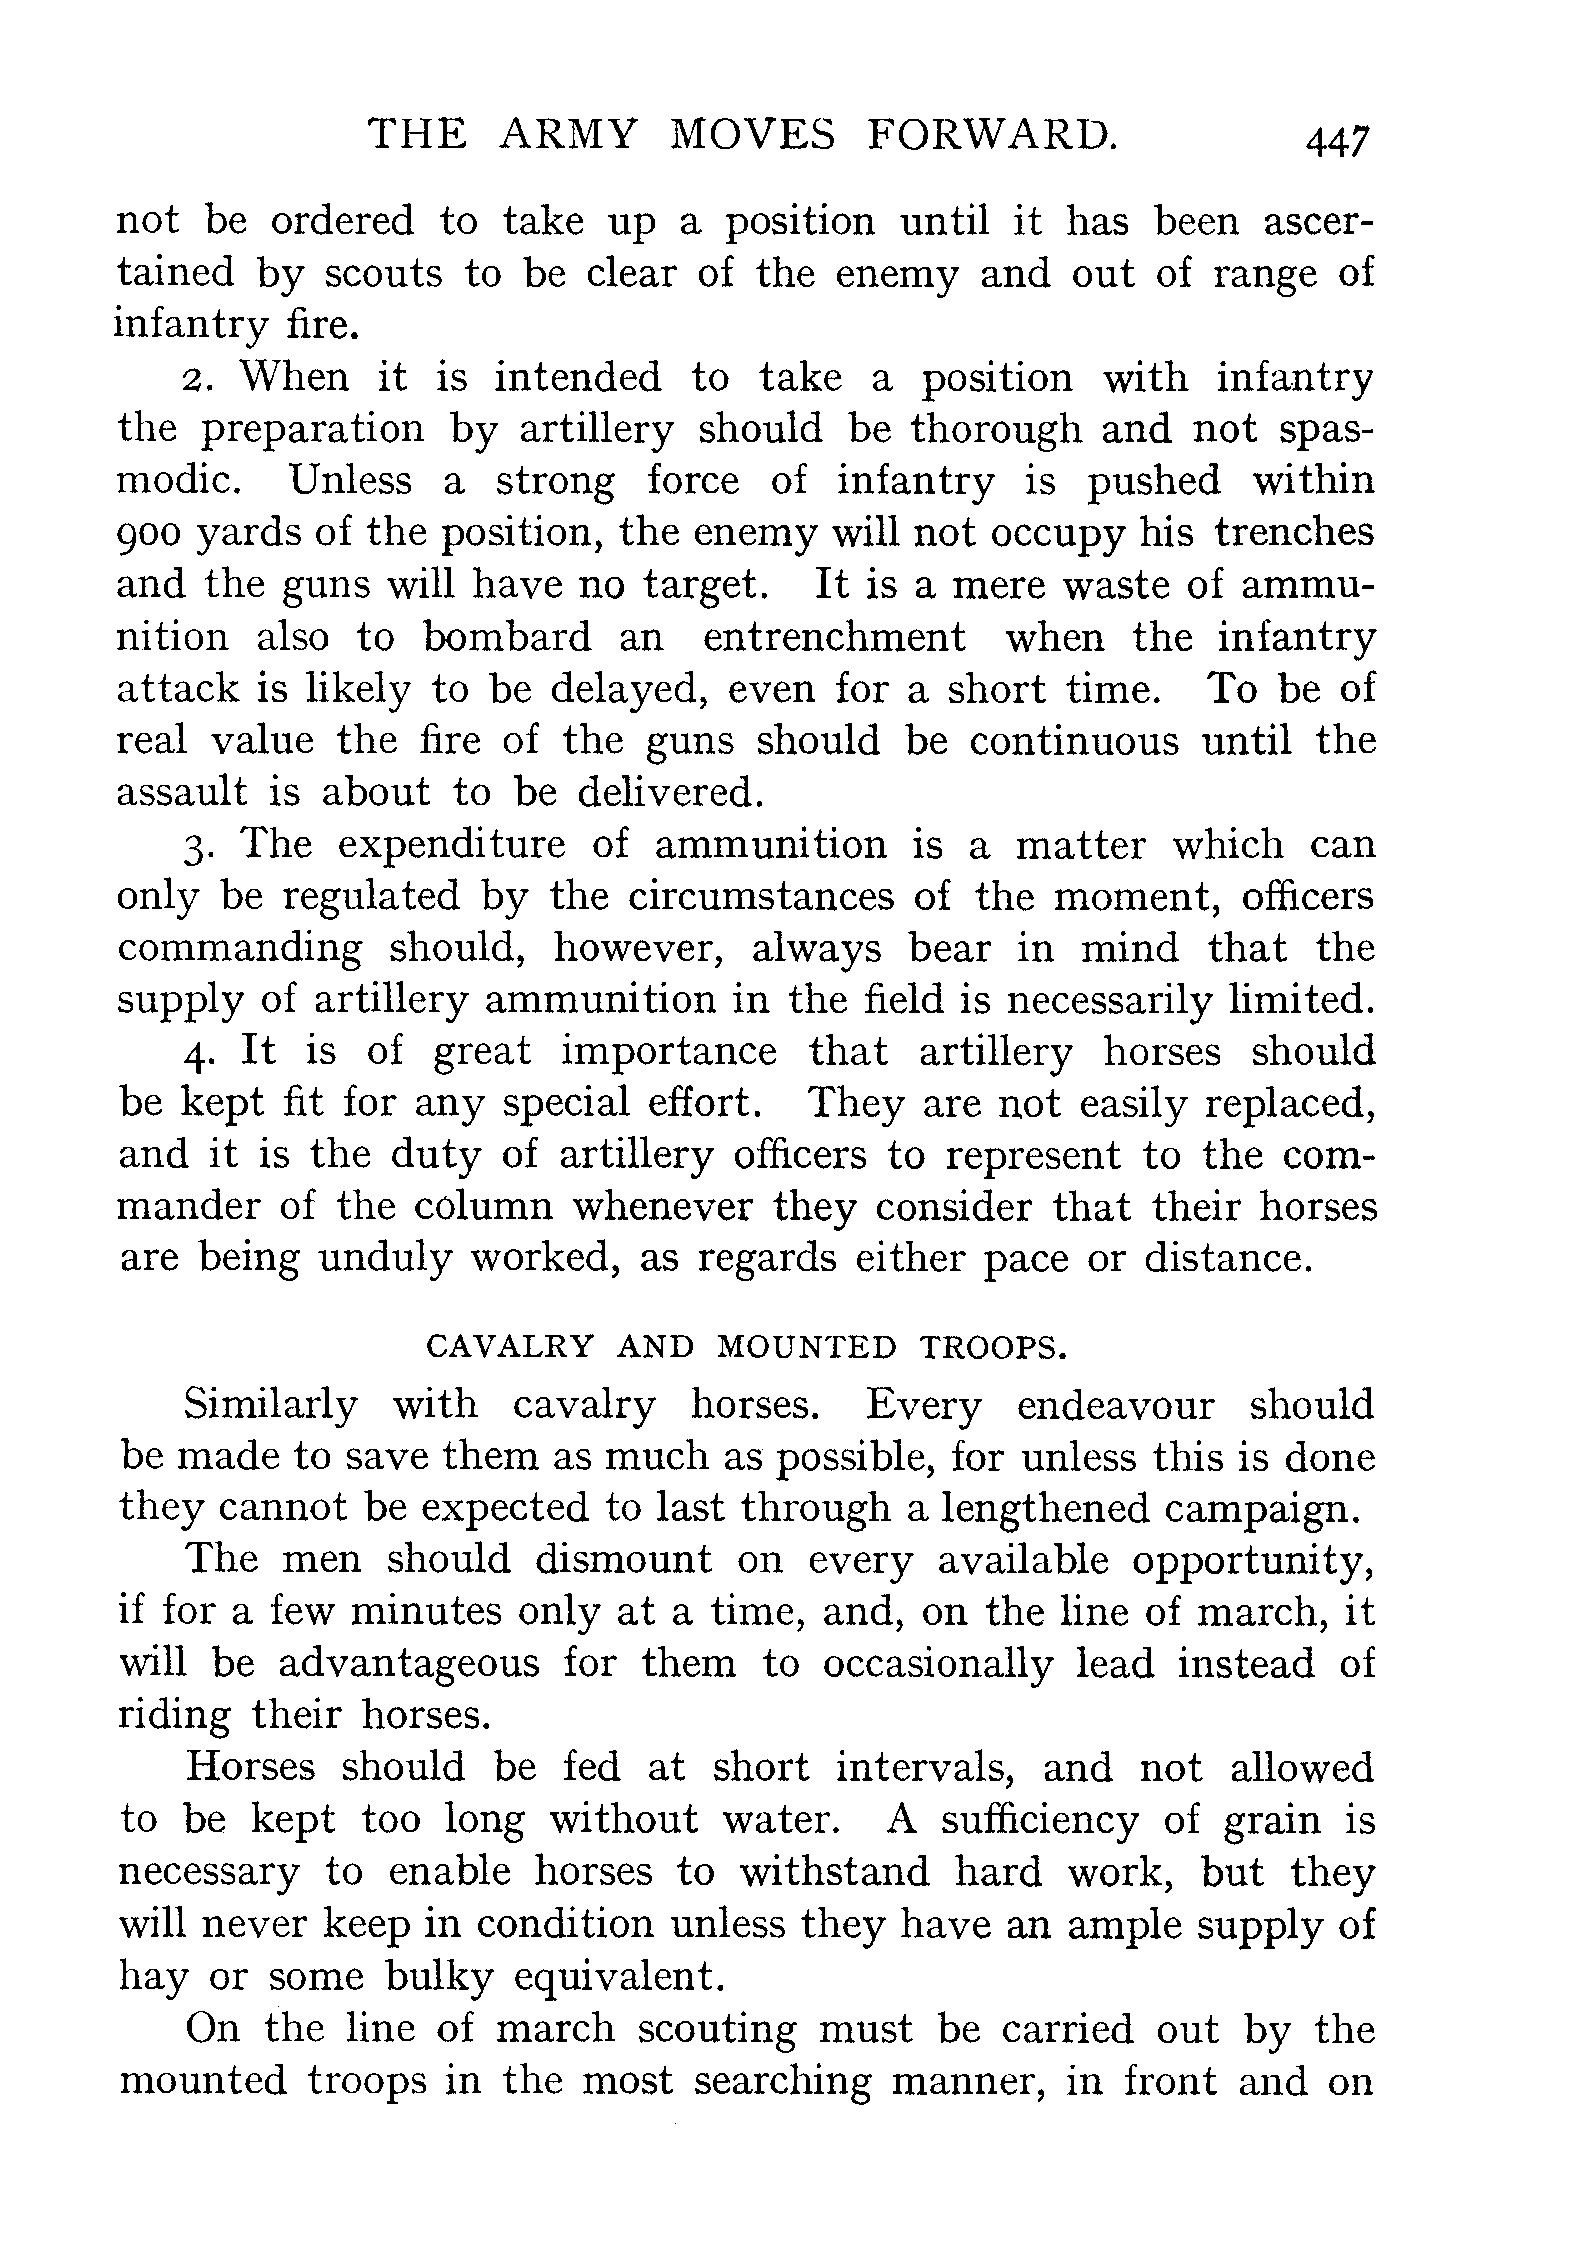 THE ARMY MOVES FORWARD. 447
not be ordered to take up a position until it has been ascer-
tained by scouts to be clear of the enemy and out of range of
infantry fire.
2. When it is intended to take a position with infantry
the preparation by artillery should be thorough and not spas-
modic. Unless a strong force of infantry is pushed within
900 yards of the position, the enemy will not occupy his trenches
and the guns will have no target. It is a mere waste of ammu-
nition also to bombard an entrenchment when the infantry
attack is likely to be delayed, even for a short time. To be of
real value the fire of the guns should be continuous until the
assault is about to be delivered.
3. The expenditure of ammunition is a matter which can
only be regulated by the circumstances of the moment, officers
commanding should, however, always bear in mind that the
supply of artillery ammunition in the field is necessarily limited.
4. It is of great importance that artillery horses should
be kept fit for any special effort. They are not easily replaced,
and it is the duty of artillery officers to represent to the com-
mander of the column whenever they consider that their horses
are being unduly worked, as regards either pace or distance.
CAVALRY AND MOUNTED TROOPS.
Similarly with cavalry horses. Every endeavour should
be made to save them as much as possible, for unless this is done
they cannot be expected to last through a lengthened campaign.
The men should dismount on every available opportunity,
if for a few minutes only at a time, and, on the line of march, it
will be advantageous for them to occasionally lead instead of
riding their horses.
Horses should be fed at short intervals, and not allowed
to be kept too long without water. A sufficiency of grain is
necessary to enable horses to withstand hard work, but they
will never keep in condition unless they have an ample supply of
hay or some bulky equivalent.
On the line of march scouting must be carried out by the
mounted troops in the most searching manner, in front and on